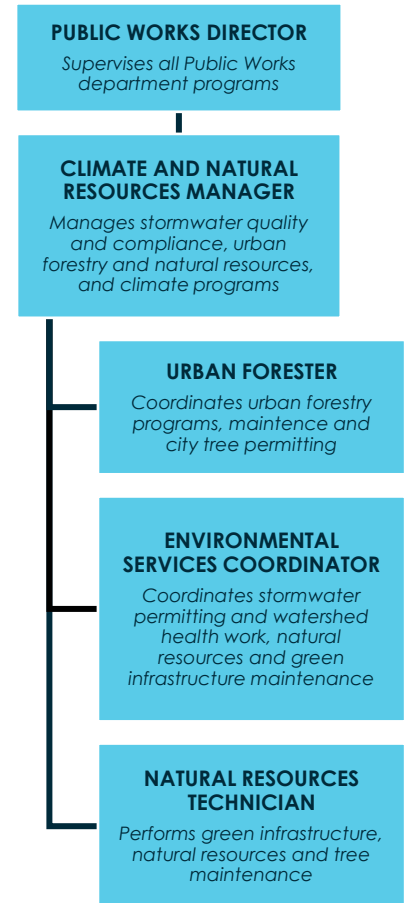 PUBLIC WORKS DIRECTOR
Supervises all Public Works
department programs
CLIMATE AND NATURAL
RESOURCES MANAGER
Manages stormwater quality
and compliance, urban
forestry and natural resources,
and climate programs
URBAN FORESTER
Coordinates urban forestry
programs, maintence and
city tree permitting
ENVIRONMENTAL
SERVICES COORDINATOR
Coordinates stormwater
permitting and watershed
health work, natural
resources and green
infrastructure maintenance
NATURAL RESOURCES
TECHNICIAN
Performs green infrastructure,
natural resources and tree
maintenance